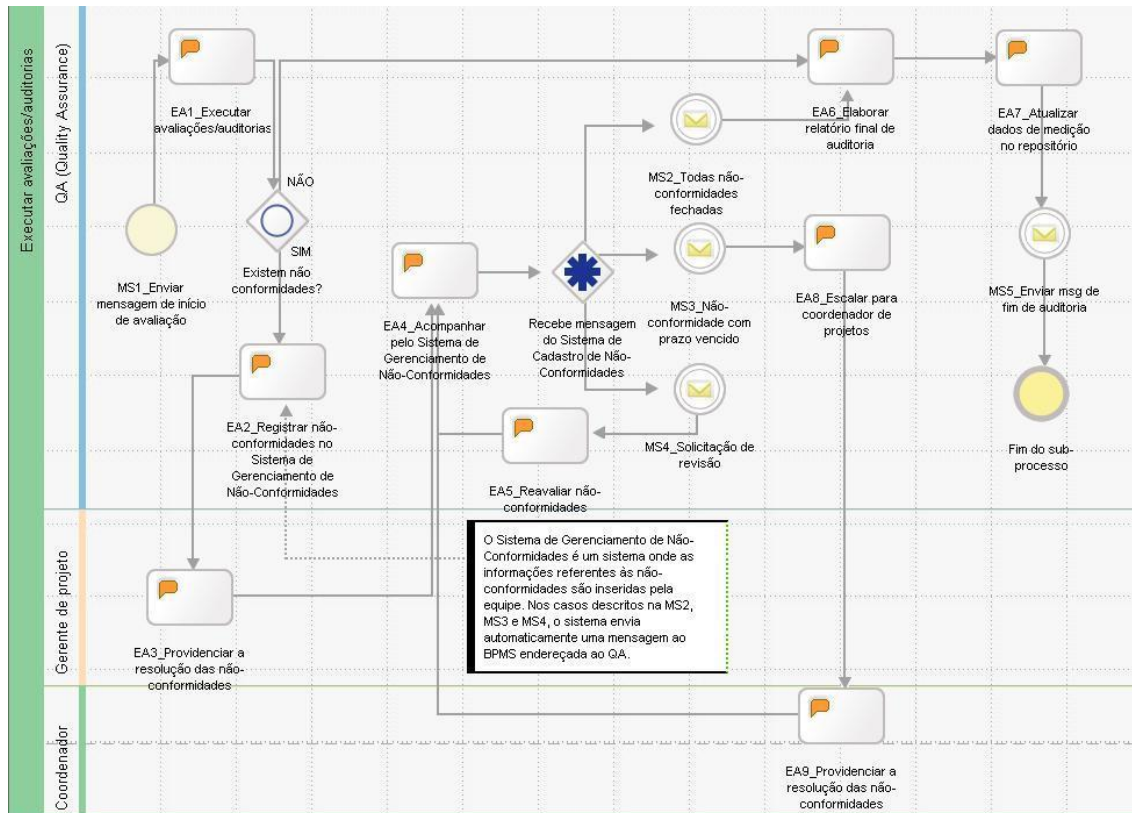 Executar avaliações/auditorias
QA (Quality Assurance)
Gerente de projeto
Coordenador
EA1_Executar
avaliações/auditorias
NÃO
SIM
Existem não
conformidades?
MS1_Enviar
mensagem de início
de avaliação
EA2_Registrar não-
conformidades no
Sistema de
Gerenciamento de
Não-Conformidades
EA3_Providenciar a
resolução das não-
conformidades
EA4_Acompanhar
pelo Sistema de
Gerenciamento de
Não-Conformidades
Recebe mensagem
do Sistema de
Cadastro de Não-
Conformidades
MS2_Todas não-
conformidades
fechadas
MS3_Não-
conformidade com
prazo vencido
MS4_Solicitação de
revisão
EA5_Reavaliar não-
conformidades
EA6_Elaborar
relatório final de
auditoria
EA7_Atualizar
dados de medição
no repositório
EA8_Escalar para
coordenador de
projetos
MS5_Enviar msg de
fim de auditoria
Fim do sub-
processo
O Sistema de Gerenciamento de Não-
Conformidades é um sistema onde as
informações referentes às não-
conformidades são inseridas pela
equipe. Nos casos descritos na MS2,
MS3 e MS4, o sistema envia
automaticamente uma mensagem ao
BPMS endereçada ao QA.
EA9_Providenciar a
resolução das não-
conformidades